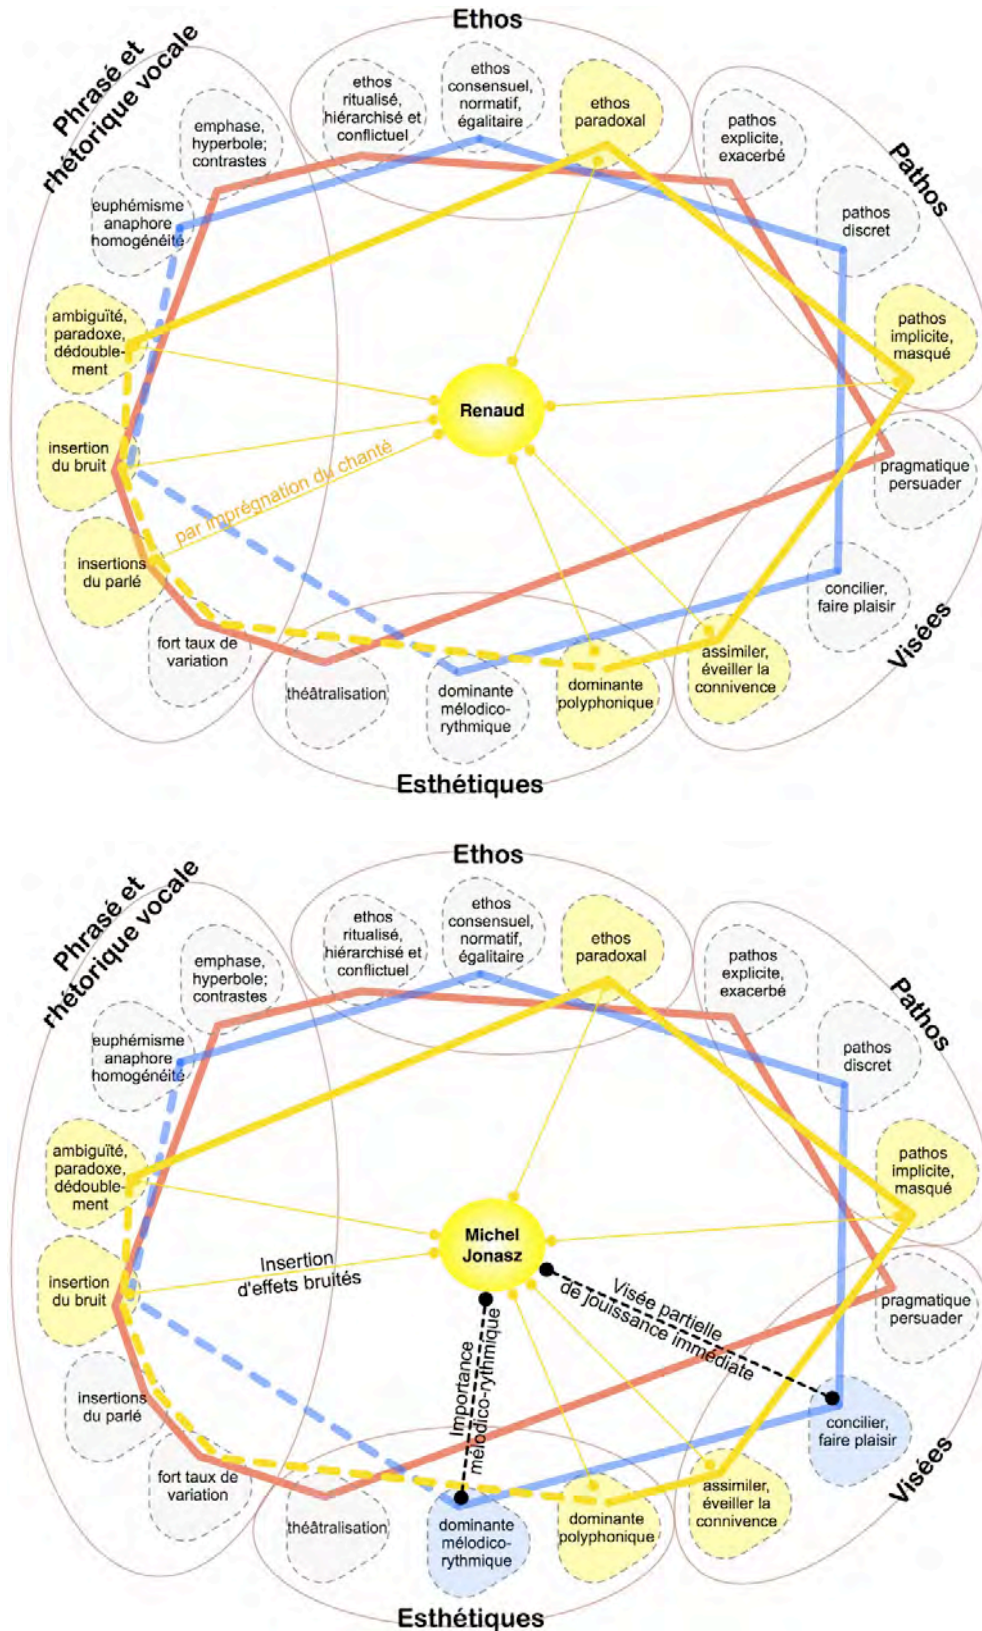 Ethos
Phrasé et
rhétorique vocale
ethos
ritualisé,
hiérarchisé et
conflictuel
ethos
consensuel,
normatif,
égalitaire
ethos
paradoxal
emphase,
hyperbole;
contrastes
pathos
explicite,
exacerbé
Pathos
euphémisme
anaphore
homogénéité
pathos
discret
ambiguïté,
paradoxe,
dédouble-
ment
pathos
implicite,
masqué
Renaud
insertion
du bruit
par imprégnation du chanté
pragmatique
persuader
insertions
du parlé
concilier,
faire plaisir
fort taux de
variation
assimiler,
éveiller la
connivence
Visées
théâtralisation
dominante
mélodico-
rythmique
dominante
polyphonique
Esthétiques
Ethos
Phrasé et
rhétorique vocale
ethos
ritualisé,
hiérarchisé et
conflictuel
ethos
consensuel,
normatif,
égalitaire
ethos
paradoxal
emphase,
hyperbole;
contrastes
pathos
explicite,
exacerbé
Pathos
euphémisme
anaphore
homogénéité
pathos
discret
ambiguïté,
paradoxe,
dédouble-
ment
pathos
implicite,
masqué
Michel
Jonasz
Insertion
d'effets bruités
insertion
du bruit
Visée partielle
de jouissance immédiate
pragmatique
persuader
Importance
mélodico-rythmique
insertions
du parlé
concilier,
faire plaisir
fort taux de
variation
assimiler,
éveiller la
connivence
Visées
théâtralisation
dominante
mélodico-
rythmique
dominante
polyphonique
Esthétiques